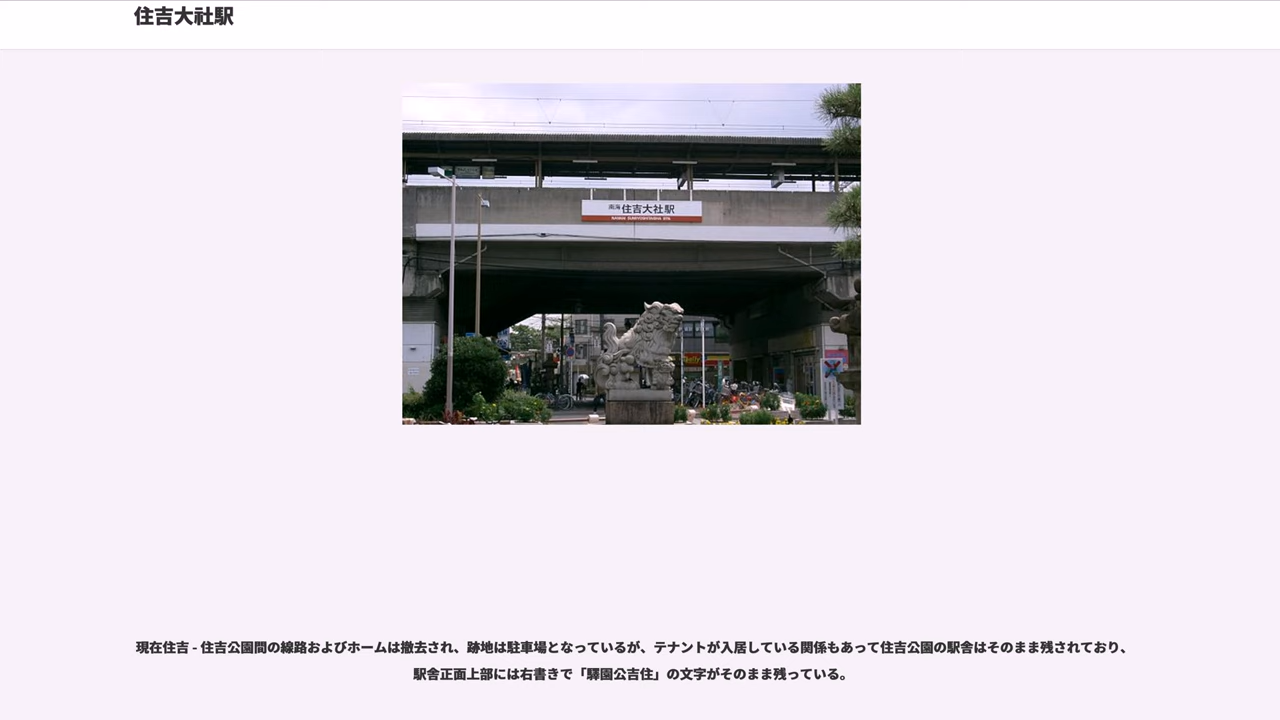 住吉大社駅
南海 住吉大社駅
NANKAI SUMIYOSHITAISHA STA.
現在住吉 - 住吉公園間の線路およびホームは撤去され、跡地は駐車場となっているが、テナントが入居している関係もあって住吉公園の駅舎はそのまま残されており、
駅舎正面上部には右書きで「驛園公吉住」の文字がそのまま残っている。